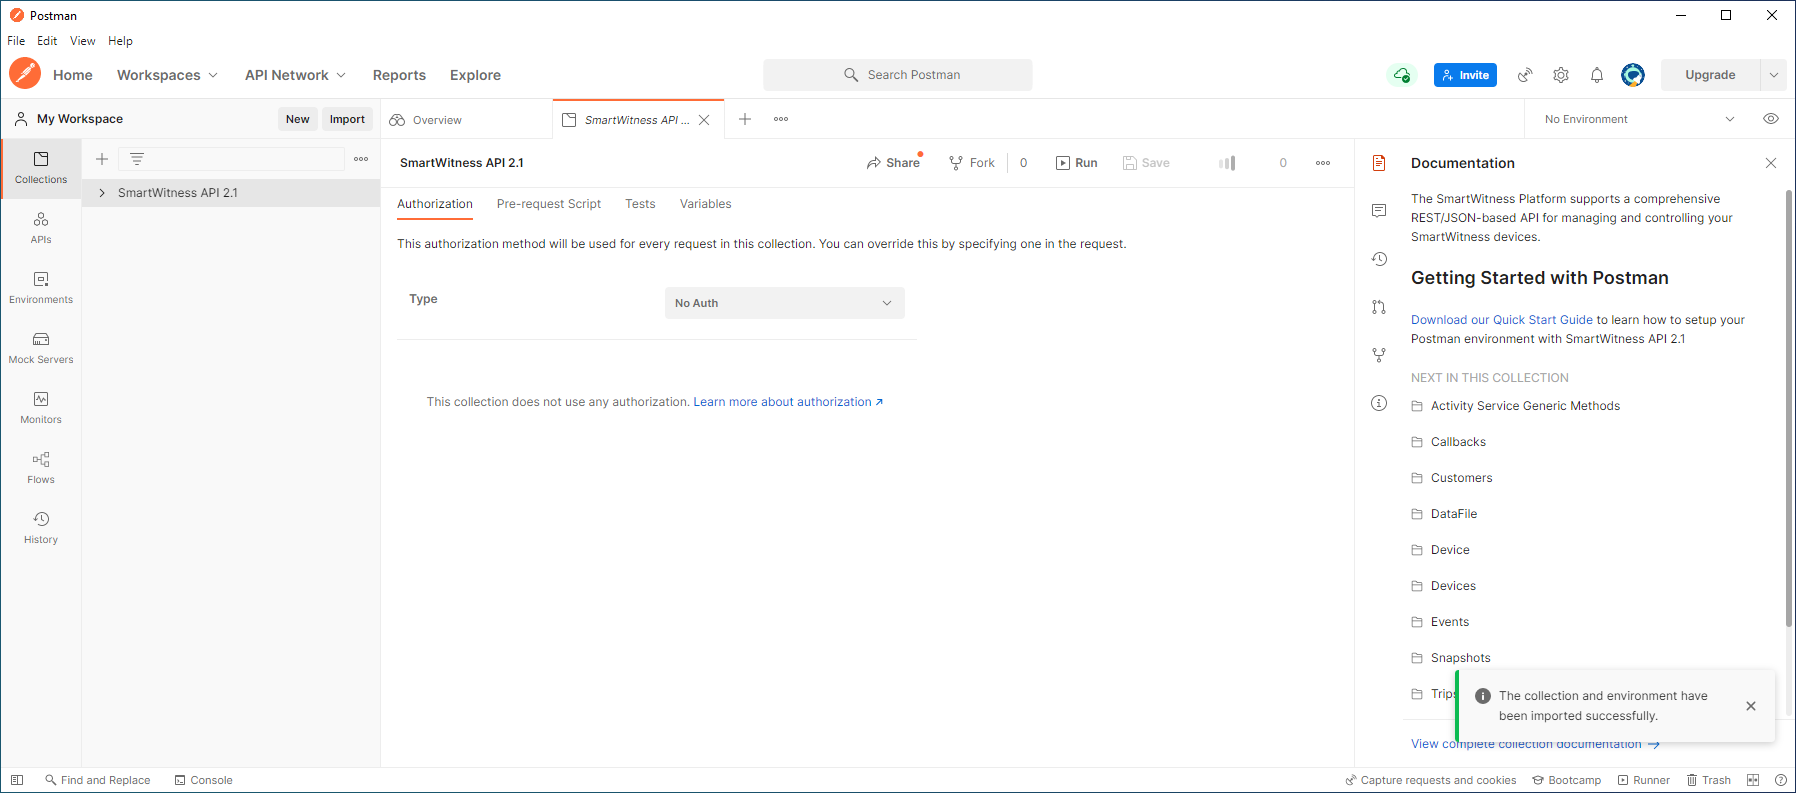 Postman
File Edit View Help
Home Workspaces API Network Reports Explore
Search Postman
Invite
Upgrade
My Workspace
New Import
Overview
SmartWitness API ...
No Environment
Collections
APIs
Environments
Mock Servers
Monitors
Flows
History
SmartWitness API 2.1
SmartWitness API 2.1
Share Fork 0 Run Save 0
Authorization Pre-request Script Tests Variables
This authorization method will be used for every request in this collection. You can override this by specifying one in the request.
Type No Auth
This collection does not use any authorization. Learn more about authorization ↗
Documentation
The SmartWitness Platform supports a comprehensive
REST/JSON-based API for managing and controlling your
SmartWitness devices.
Getting Started with Postman
Download our Quick Start Guide to learn how to setup your
Postman environment with SmartWitness API 2.1
NEXT IN THIS COLLECTION
Activity Service Generic Methods
Callbacks
Customers
DataFile
Device
Devices
Events
Snapshots
Trips
The collection and environment have
been imported successfully.
View complete collection documentation →
Find and Replace Console
Capture requests and cookies Bootcamp Runner Trash